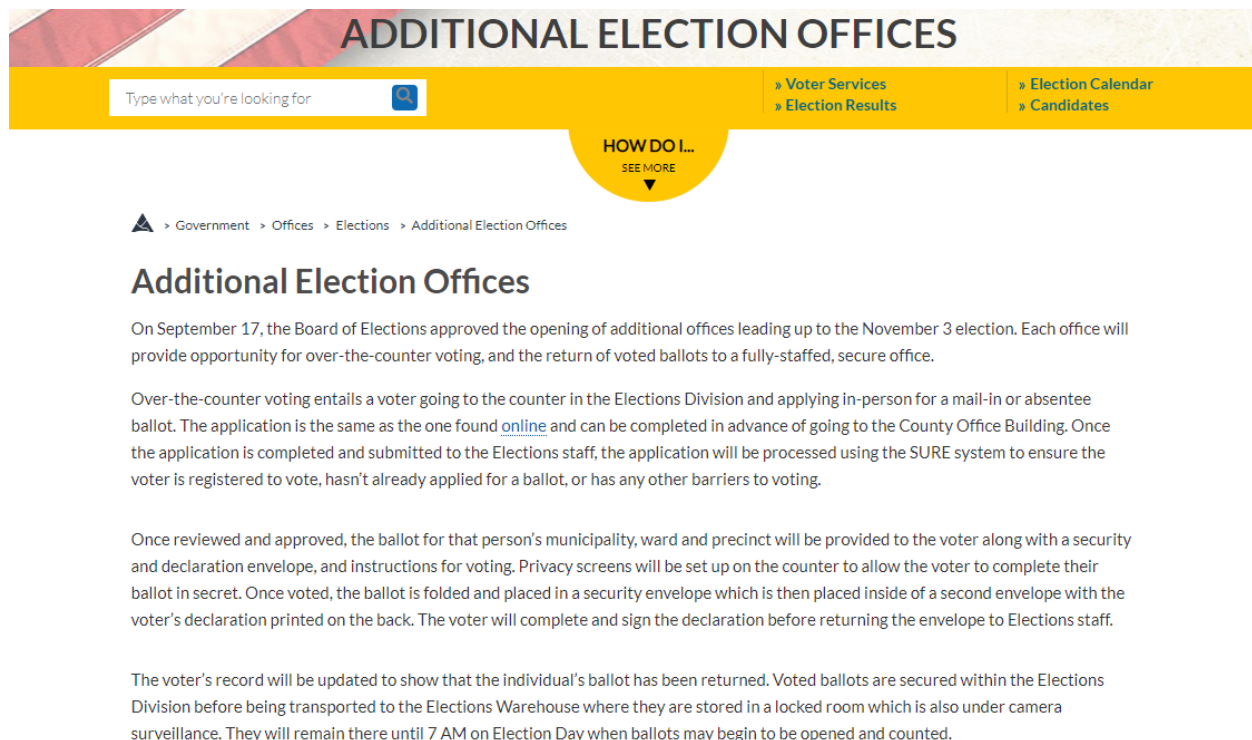 ADDITIONAL ELECTION OFFICES
Type what you're looking for
» Voter Services
» Election Results
» Election Calendar
» Candidates
HOW DO I...
SEE MORE
> Government > Offices > Elections > Additional Election Offices
Additional Election Offices
On September 17, the Board of Elections approved the opening of additional offices leading up to the November 3 election. Each office will
provide opportunity for over-the-counter voting, and the return of voted ballots to a fully-staffed, secure office.
Over-the-counter voting entails a voter going to the counter in the Elections Division and applying in-person for a mail-in or absentee
ballot. The application is the same as the one found online and can be completed in advance of going to the County Office Building. Once
the application is completed and submitted to the Elections staff, the application will be processed using the SURE system to ensure the
voter is registered to vote, hasn't already applied for a ballot, or has any other barriers to voting.
Once reviewed and approved, the ballot for that person's municipality, ward and precinct will be provided to the voter along with a security
and declaration envelope, and instructions for voting. Privacy screens will be set up on the counter to allow the voter to complete their
ballot in secret. Once voted, the ballot is folded and placed in a security envelope which is then placed inside of a second envelope with the
voter's declaration printed on the back. The voter will complete and sign the declaration before returning the envelope to Elections staff.
The voter's record will be updated to show that the individual's ballot has been returned. Voted ballots are secured within the Elections
Division before being transported to the Elections Warehouse where they are stored in a locked room which is also under camera
surveillance. They will remain there until 7 AM on Election Day when ballots may begin to be opened and counted.